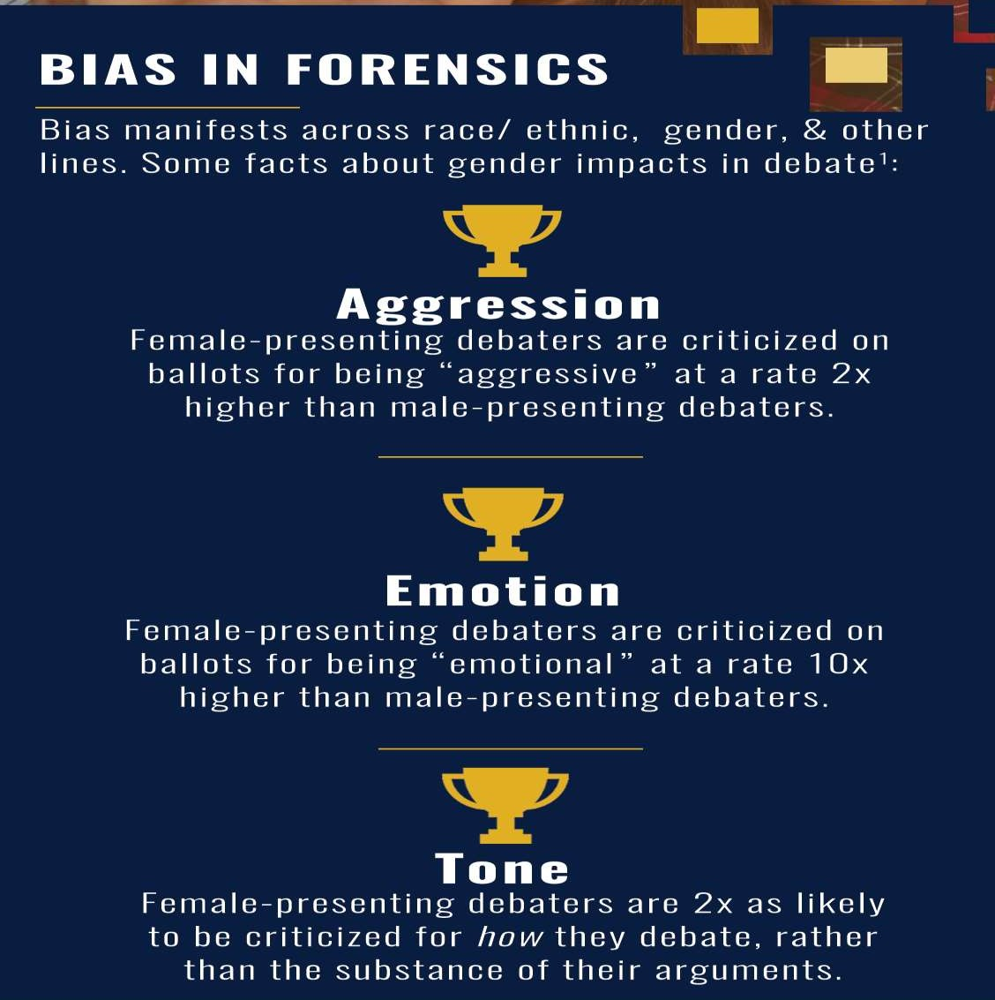 BIAS IN FORENSICS
Bias manifests across race/ ethnic, gender, & other
lines. Some facts about gender impacts in debate¹:
Aggression
Female-presenting debaters are criticized on
ballots for being “aggressive” at a rate 2x
higher than male-presenting debaters.
Emotion
Female-presenting debaters are criticized on
ballots for being “emotional” at a rate 10x
higher than male-presenting debaters.
Tone
Female-presenting debaters are 2x as likely
to be criticized for how they debate, rather
than the substance of their arguments.